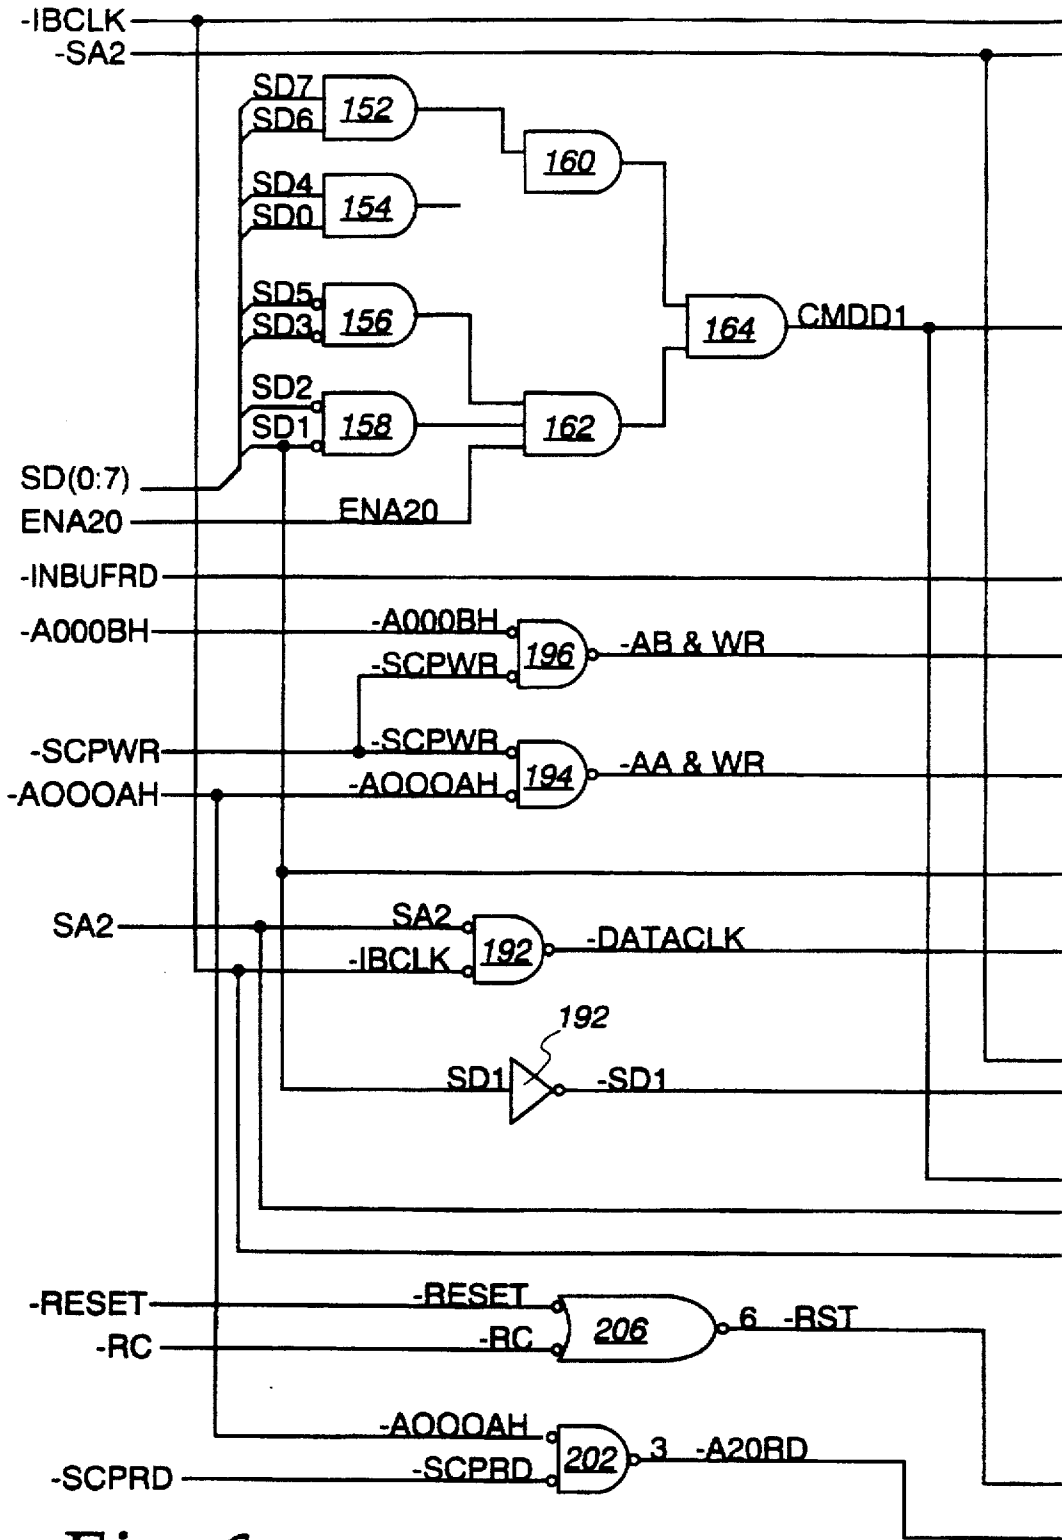 -IBCLK
-SA2
SD7
SD6
152
160
SD4
SD0
154
SD5
SD3
156
164
CMDD1
SD2
SD1
158
162
SD(0:7)
ENA20
ENA20
-INBUFRD
-A000BH
-A000BH
196
-AB & WR
-SCPWR
-SCPWR
-SCPWR
194
-AA & WR
-AOOOAH
-AOOOAH
SA2
SA2
192
-DATACLK
-IBCLK
192
SD1
-SD1
-RESET
-RESET
206
6
-RST
-RC
-RC
-AOOOAH
202
3
-A20RD
-SCPRD
-SCPRD